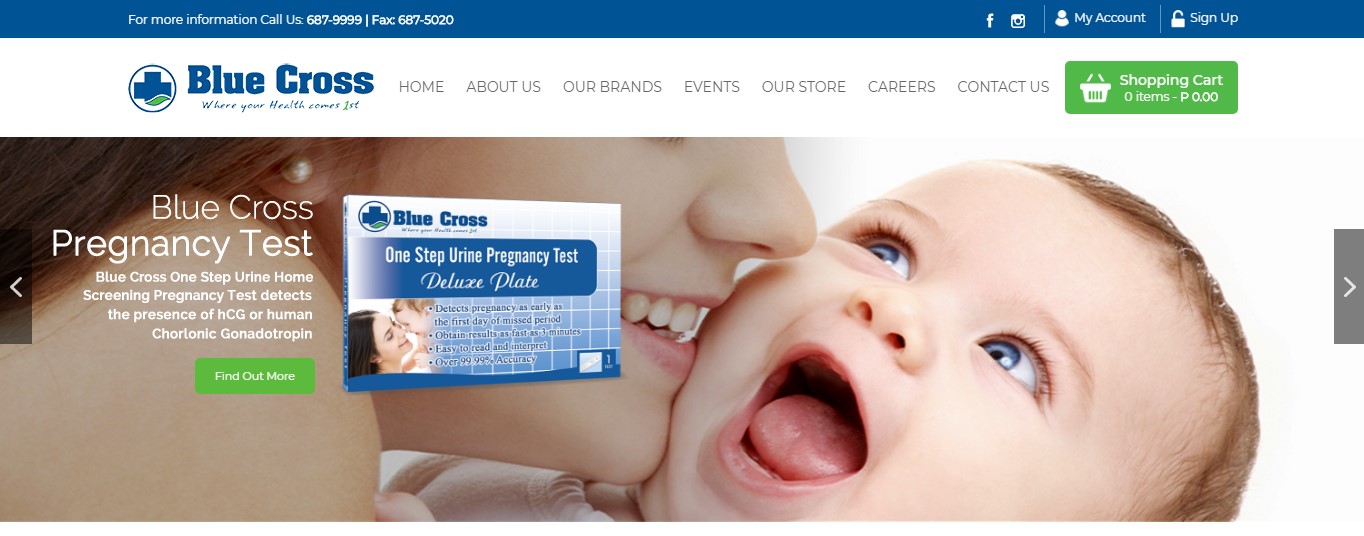 For more information Call Us: 687-9999 | Fax: 687-5020
My Account
Sign Up
Blue Cross
Where your Health comes 1st
HOME
ABOUT US
OUR BRANDS
EVENTS
OUR STORE
CAREERS
CONTACT US
Shopping Cart
0 items - P 0.00
Blue Cross
Pregnancy Test
Blue Cross One Step Urine Home
Screening Pregnancy Test detects
the presence of hCG or human
Chorlonic Gonadotropin
Find Out More
Blue Cross
Where your Health comes 1st
One Step Urine Pregnancy Test
Deluxe Plate
• Detects pregnancy as early as
the first day of missed period
• Obtain results as fast as 3 minutes
• Easy to read and interpret
• Over 99.99% Accuracy
1